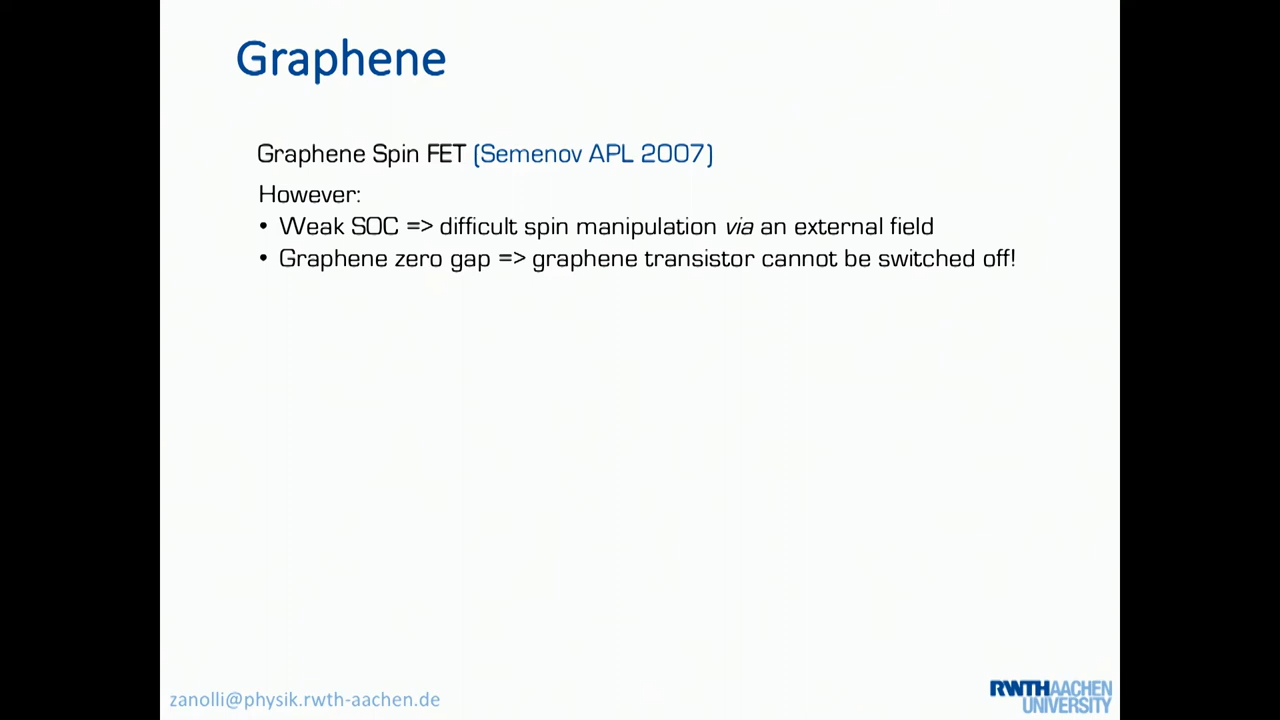 Graphene
Graphene Spin FET (Semenov APL 2007)
However:
• Weak SOC => difficult spin manipulation via an external field
• Graphene zero gap => graphene transistor cannot be switched off!
zanolli@physik.rwth-aachen.de
RWTHAACHEN
UNIVERSITY